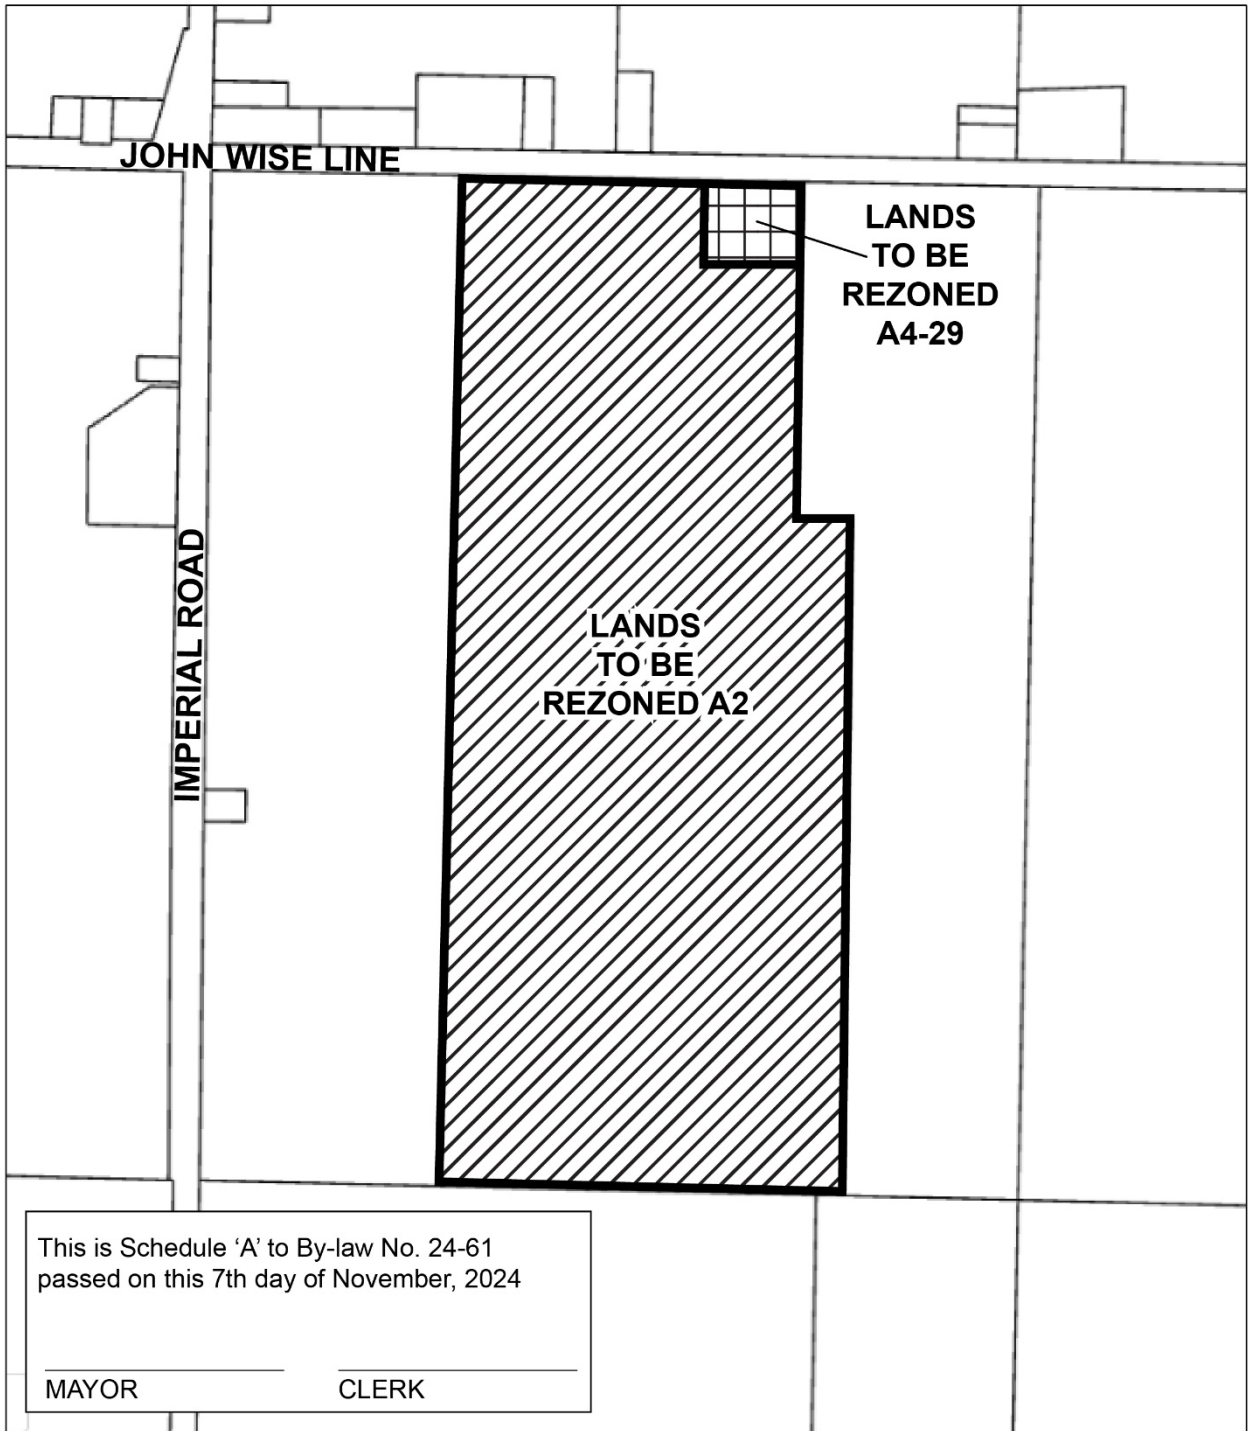 JOHN WISE LINE
LANDS
TO BE
REZONED
A4-29
IMPERIAL ROAD
LANDS
TO BE
REZONED A2
This is Schedule ‘A’ to By-law No. 24-61
passed on this 7th day of November, 2024
MAYOR
CLERK